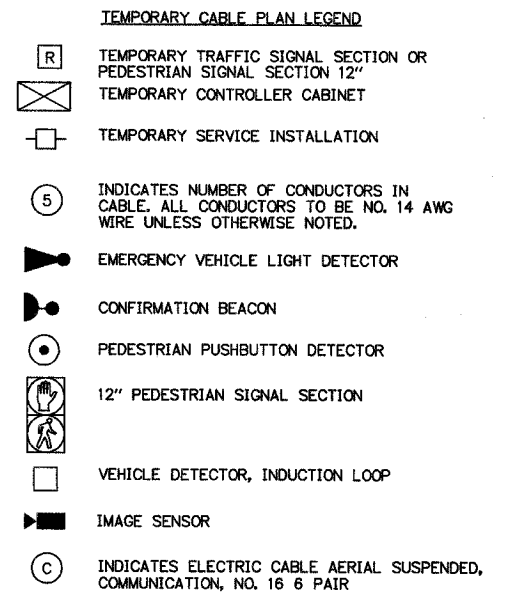 TEMPORARY CABLE PLAN LEGEND
R
TEMPORARY TRAFFIC SIGNAL SECTION OR
PEDESTRIAN SIGNAL SECTION 12"
TEMPORARY CONTROLLER CABINET
TEMPORARY SERVICE INSTALLATION
5
INDICATES NUMBER OF CONDUCTORS IN
CABLE. ALL CONDUCTORS TO BE NO. 14 AWG
WIRE UNLESS OTHERWISE NOTED.
EMERGENCY VEHICLE LIGHT DETECTOR
CONFIRMATION BEACON
PEDESTRIAN PUSHBUTTON DETECTOR
12" PEDESTRIAN SIGNAL SECTION
VEHICLE DETECTOR, INDUCTION LOOP
IMAGE SENSOR
C
INDICATES ELECTRIC CABLE AERIAL SUSPENDED,
COMMUNICATION, NO. 16 6 PAIR